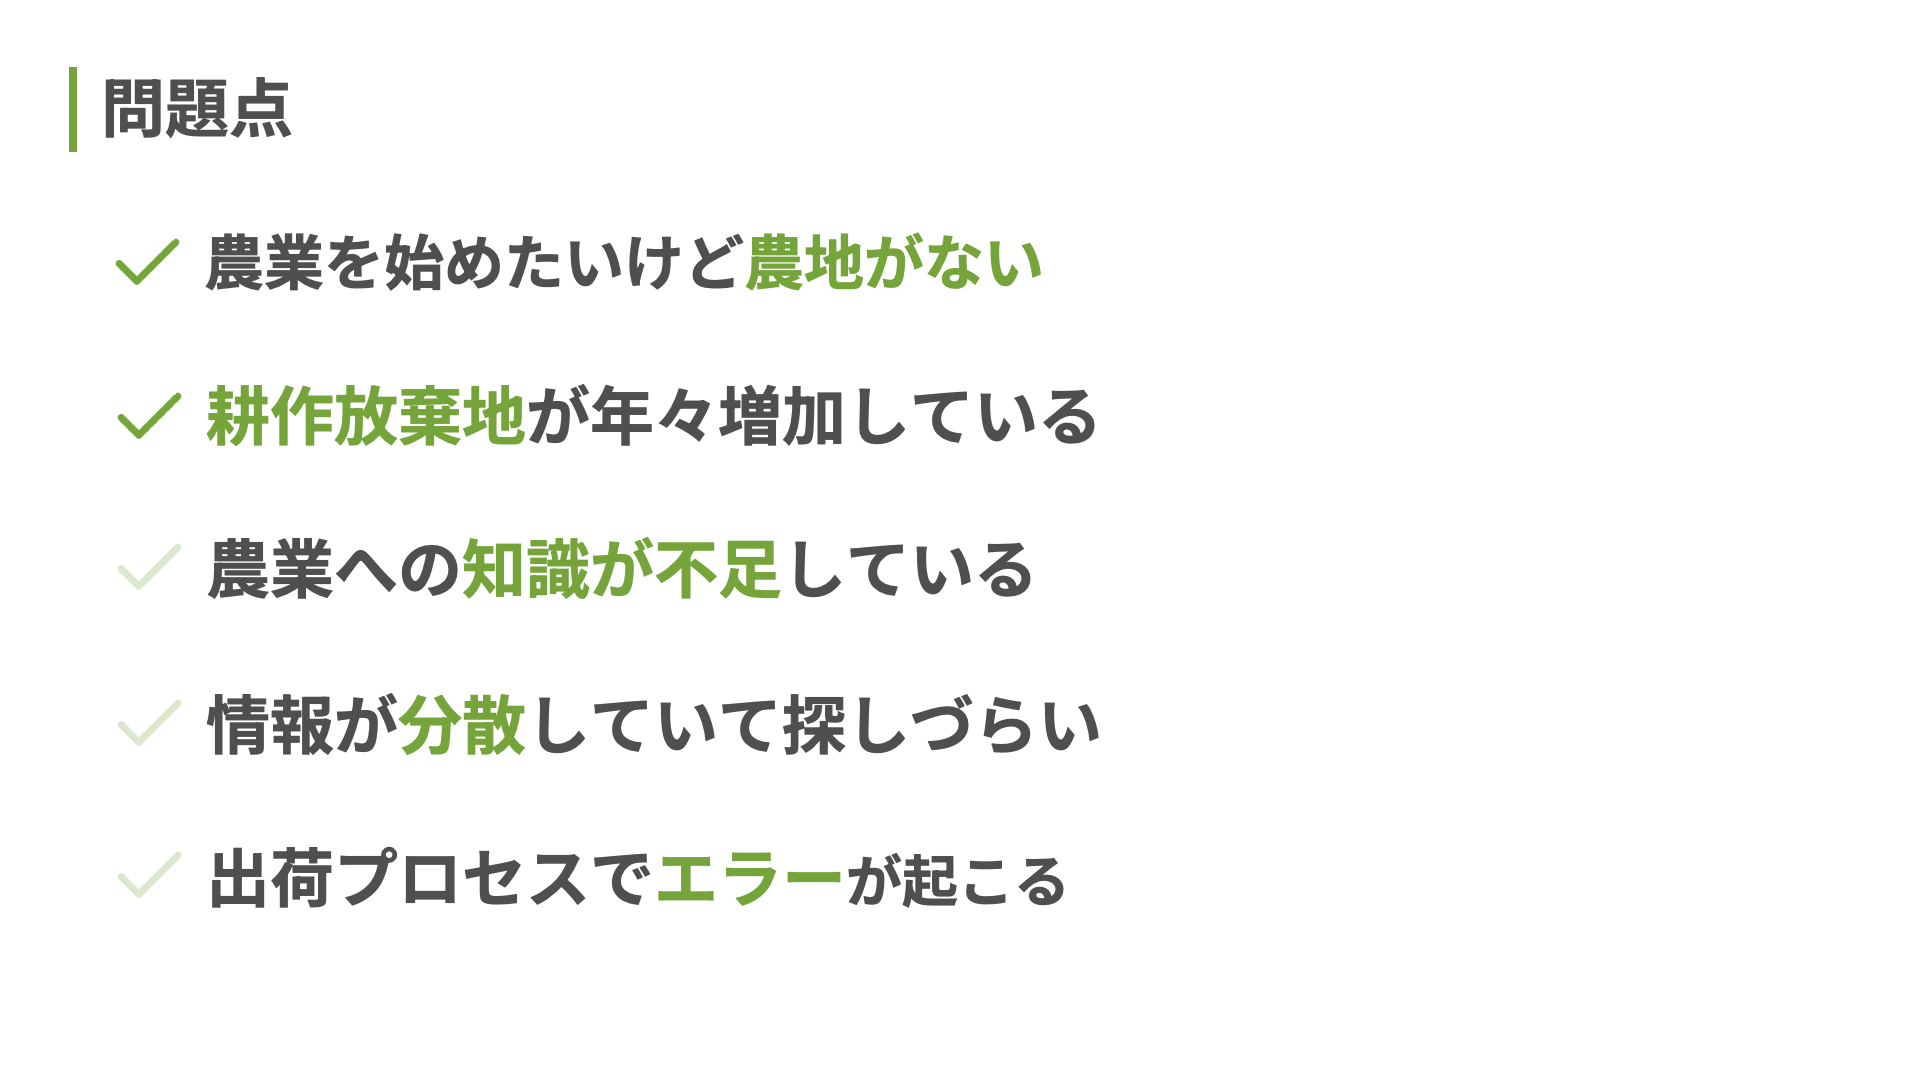 問題点
農業を始めたいけど農地がない
耕作放棄地が年々増加している
農業への知識が不足している
情報が分散していて探しづらい
出荷プロセスでエラーが起こる